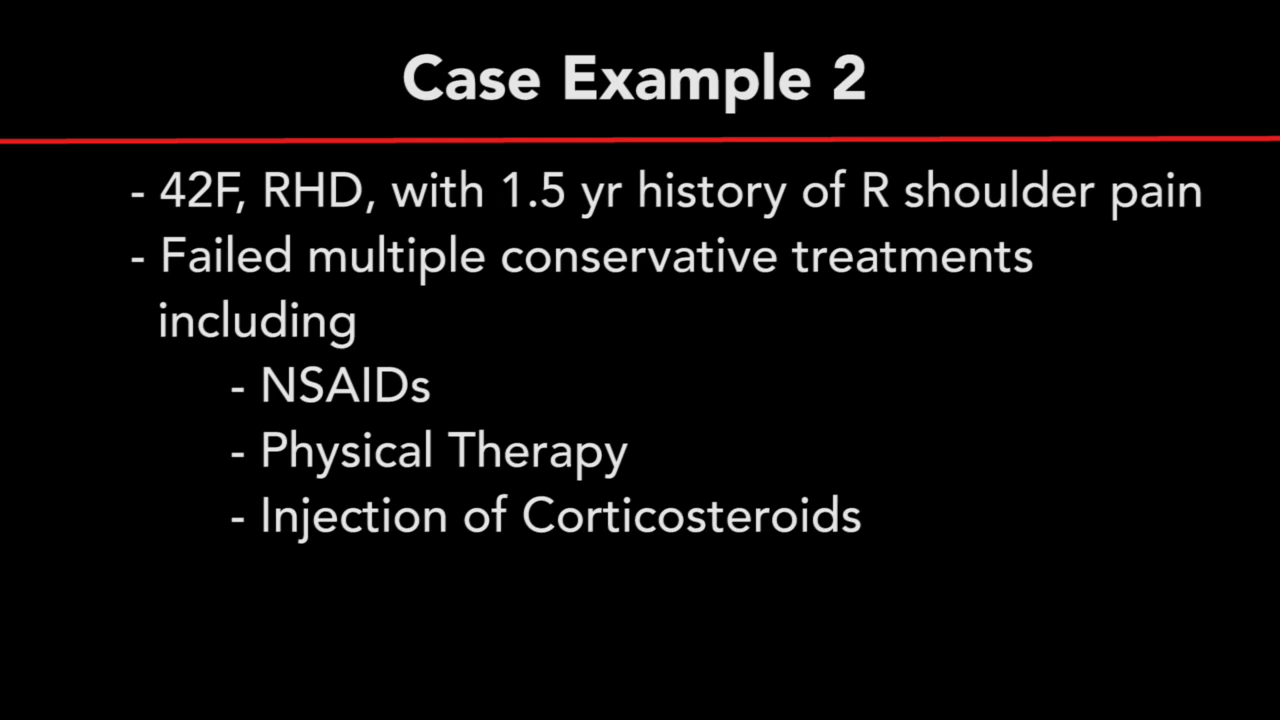 Case Example 2
- 42F, RHD, with 1.5 yr history of R shoulder pain
- Failed multiple conservative treatments
including
- NSAIDs
- Physical Therapy
- Injection of Corticosteroids